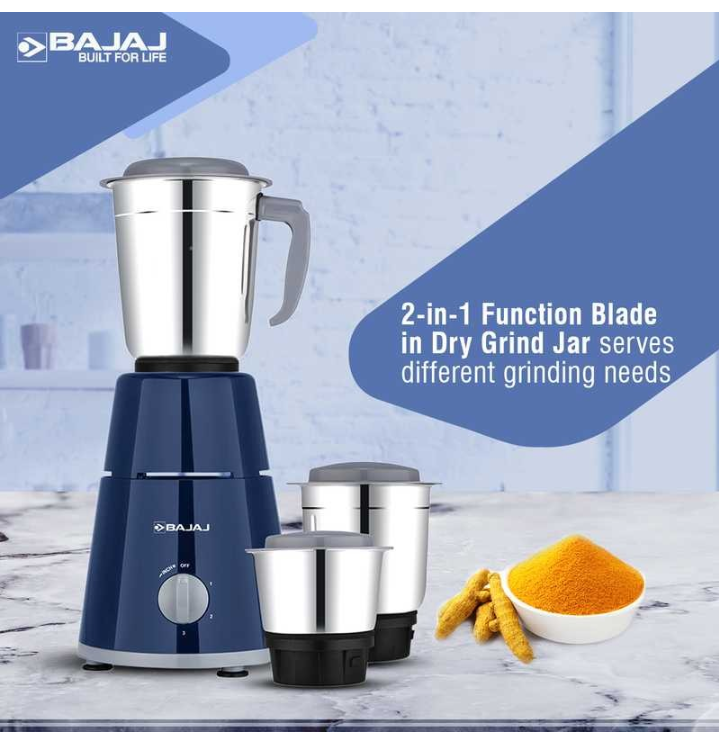 BAJAJ
BUILT FOR LIFE
2-in-1 Function Blade
in Dry Grind Jar serves
different grinding needs
BAJAJ
OFF
1
2
3